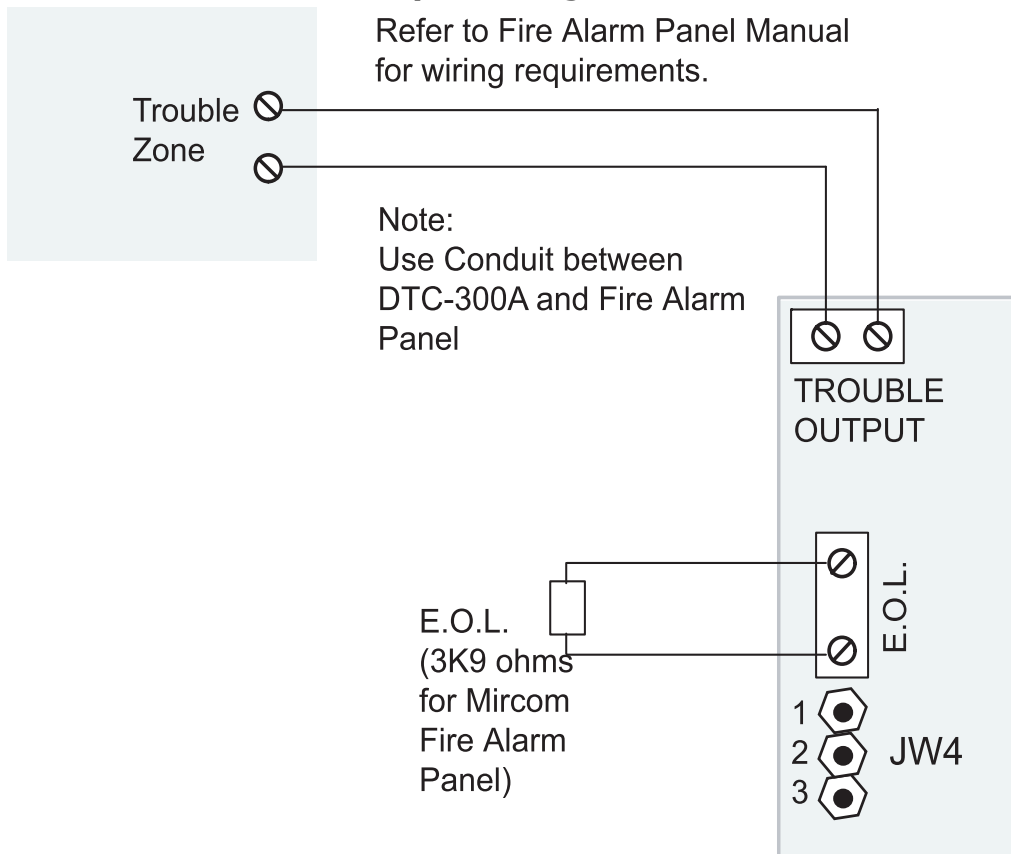 Refer to Fire Alarm Panel Manual
for wiring requirements.
Trouble
Zone
Note:
Use Conduit between
DTC-300A and Fire Alarm
Panel
TROUBLE
OUTPUT
E.O.L.
E.O.L.
(3K9 ohms
for Mircom
Fire Alarm
Panel)
1
2
3
JW4